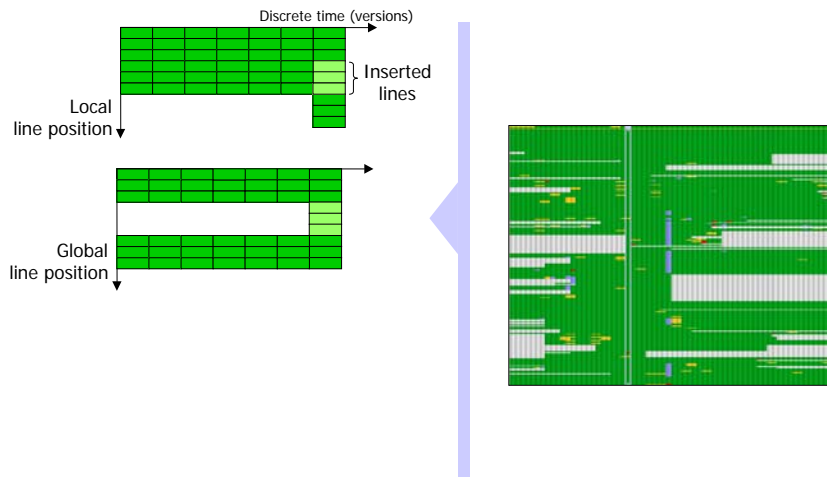 Discrete time (versions)
Inserted
lines
Local
line position
Global
line position